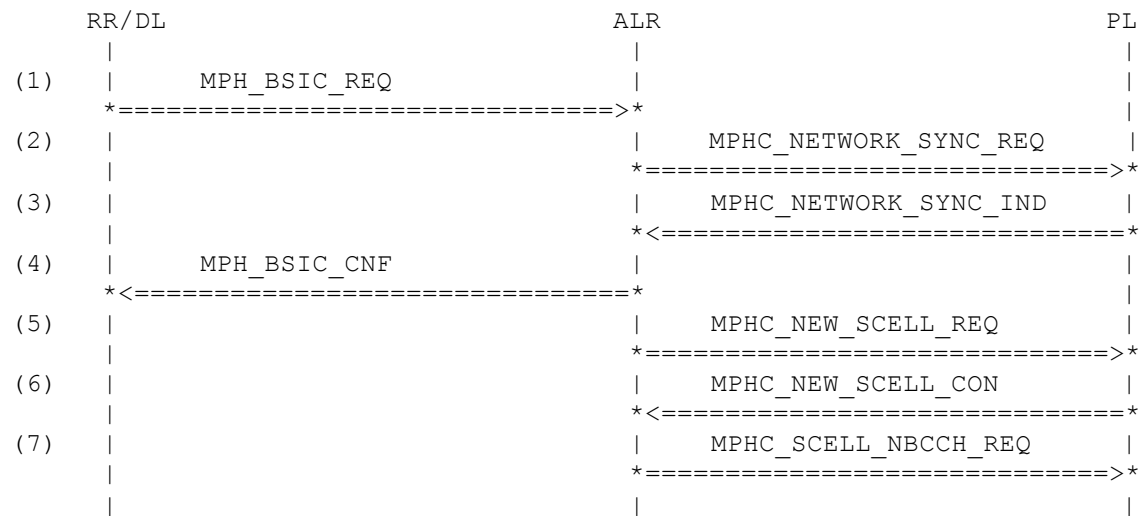 RR/DL ALR PL
(1) MPH_BSIC_REQ
(2) MPHC_NETWORK_SYNC_REQ
(3) MPHC_NETWORK_SYNC_IND
(4) MPH_BSIC_CNF
(5) MPHC_NEW_SCELL_REQ
(6) MPHC_NEW_SCELL_CON
(7) MPHC_SCELL_NBCCH_REQ